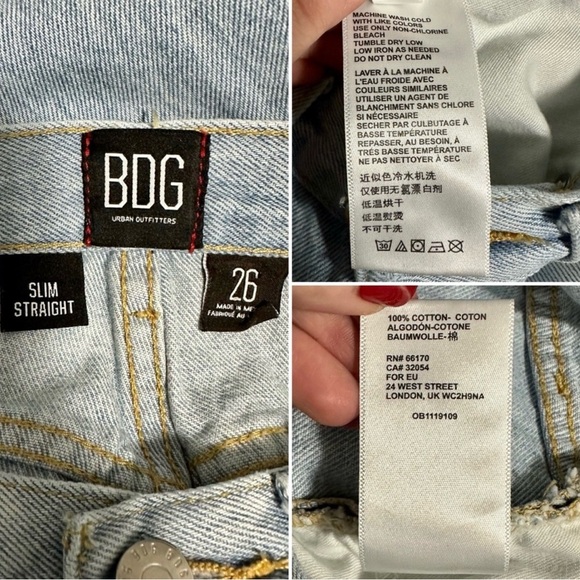 BDG
URBAN OUTFITTERS
SLIM
STRAIGHT
26
MADE IN
FABRIQUÉ AU
MACHINE WASH COLD
WITH LIKE COLORS
USE ONLY NON-CHLORINE
BLEACH
TUMBLE DRY LOW
LOW IRON AS NEEDED
DO NOT DRY CLEAN
LAVER À LA MACHINE À
L'EAU FROIDE AVEC
COULEURS SIMILAIRES
UTILISER UN AGENT DE
BLANCHIMENT SANS CHLORE
SI NÉCESSAIRE
SECHER PAR CULBUTAGE À
BASSE TEMPÉRATURE
REPASSER, AU BESOIN, À
TRÈS BASSE TEMPÉRATURE
NE PAS NETTOYER À SEC
近似色冷水机洗
仅使用无氯漂白剂
低温烘干
低温熨烫
不可干洗
30
100% COTTON- COTON
ALGODÓN-COTONE
BAUMWOLLE-棉
RN# 66170
CA# 32054
FOR EU
24 WEST STREET
LONDON, UK WC2H9NA
OB1119109